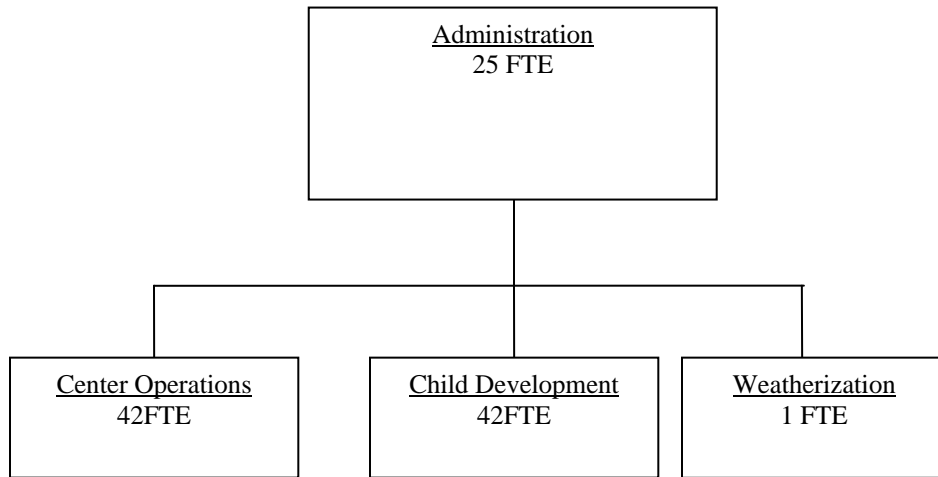 Administration
25 FTE
Center Operations
42FTE
Child Development
42FTE
Weatherization
1 FTE